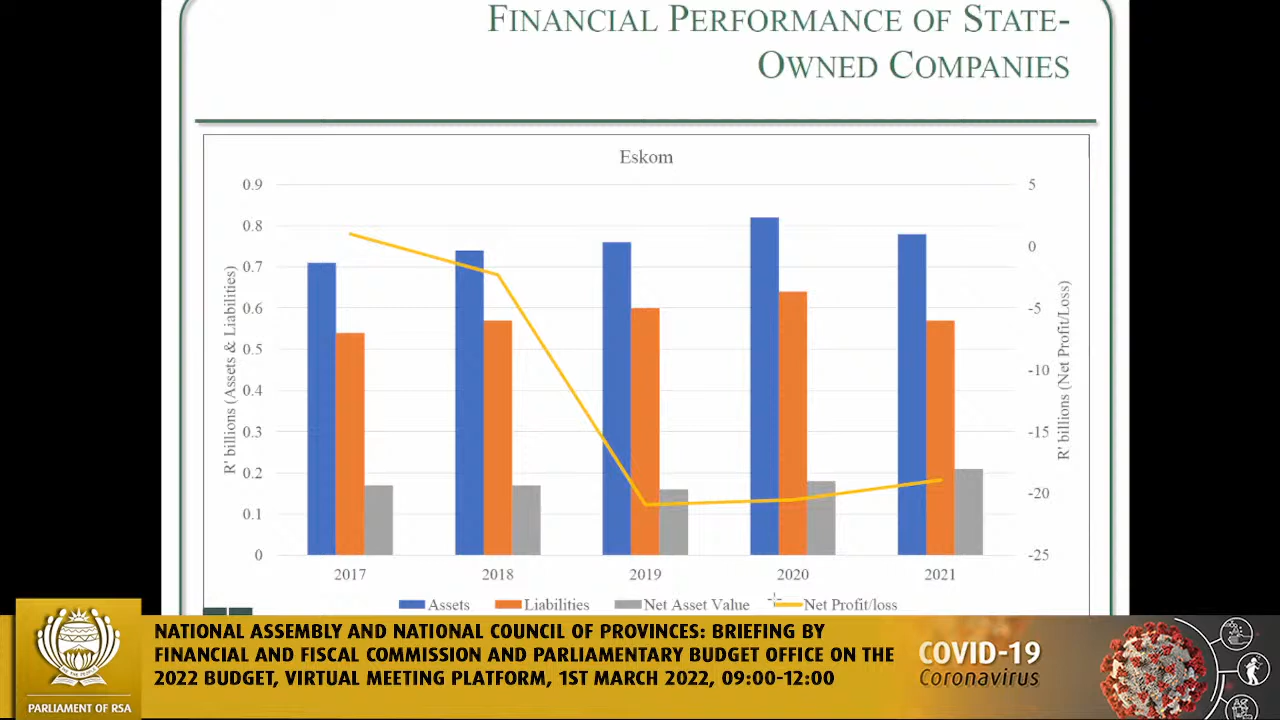 FINANCIAL PERFORMANCE OF STATE-
OWNED COMPANIES
Eskom
R' billions (Assets & Liabilities)
0.9
0.8
0.7
0.6
0.5
0.4
0.3
0.2
0.1
0
5
0
-5
-10
-15
-20
-25
R' billions (Net Profit/Loss)
2017 2018 2019 2020 2021
Assets Liabilities Net Asset Value Net Profit/loss
NATIONAL ASSEMBLY AND NATIONAL COUNCIL OF PROVINCES: BRIEFING BY
FINANCIAL AND FISCAL COMMISSION AND PARLIAMENTARY BUDGET OFFICE ON THE
2022 BUDGET, VIRTUAL MEETING PLATFORM, 1ST MARCH 2022, 09:00-12:00
PARLIAMENT OF RSA
COVID-19
Coronavirus